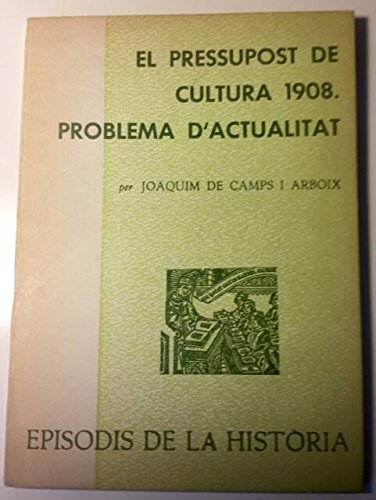 EL PRESSUPOST DE
CULTURA 1908.
PROBLEMA D'ACTUALITAT
per JOAQUIM DE CAMPS I ARBOIX
EPISODIS DE LA HISTÒRIA